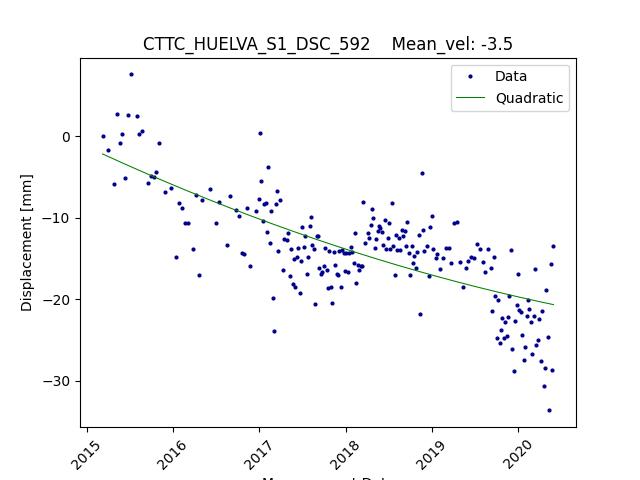 CTTC_HUELVA_S1_DSC_592 Mean_vel: -3.5
Data
Quadratic
Displacement [mm]
0
−10
−20
−30
2015
2016
2017
2018
2019
2020